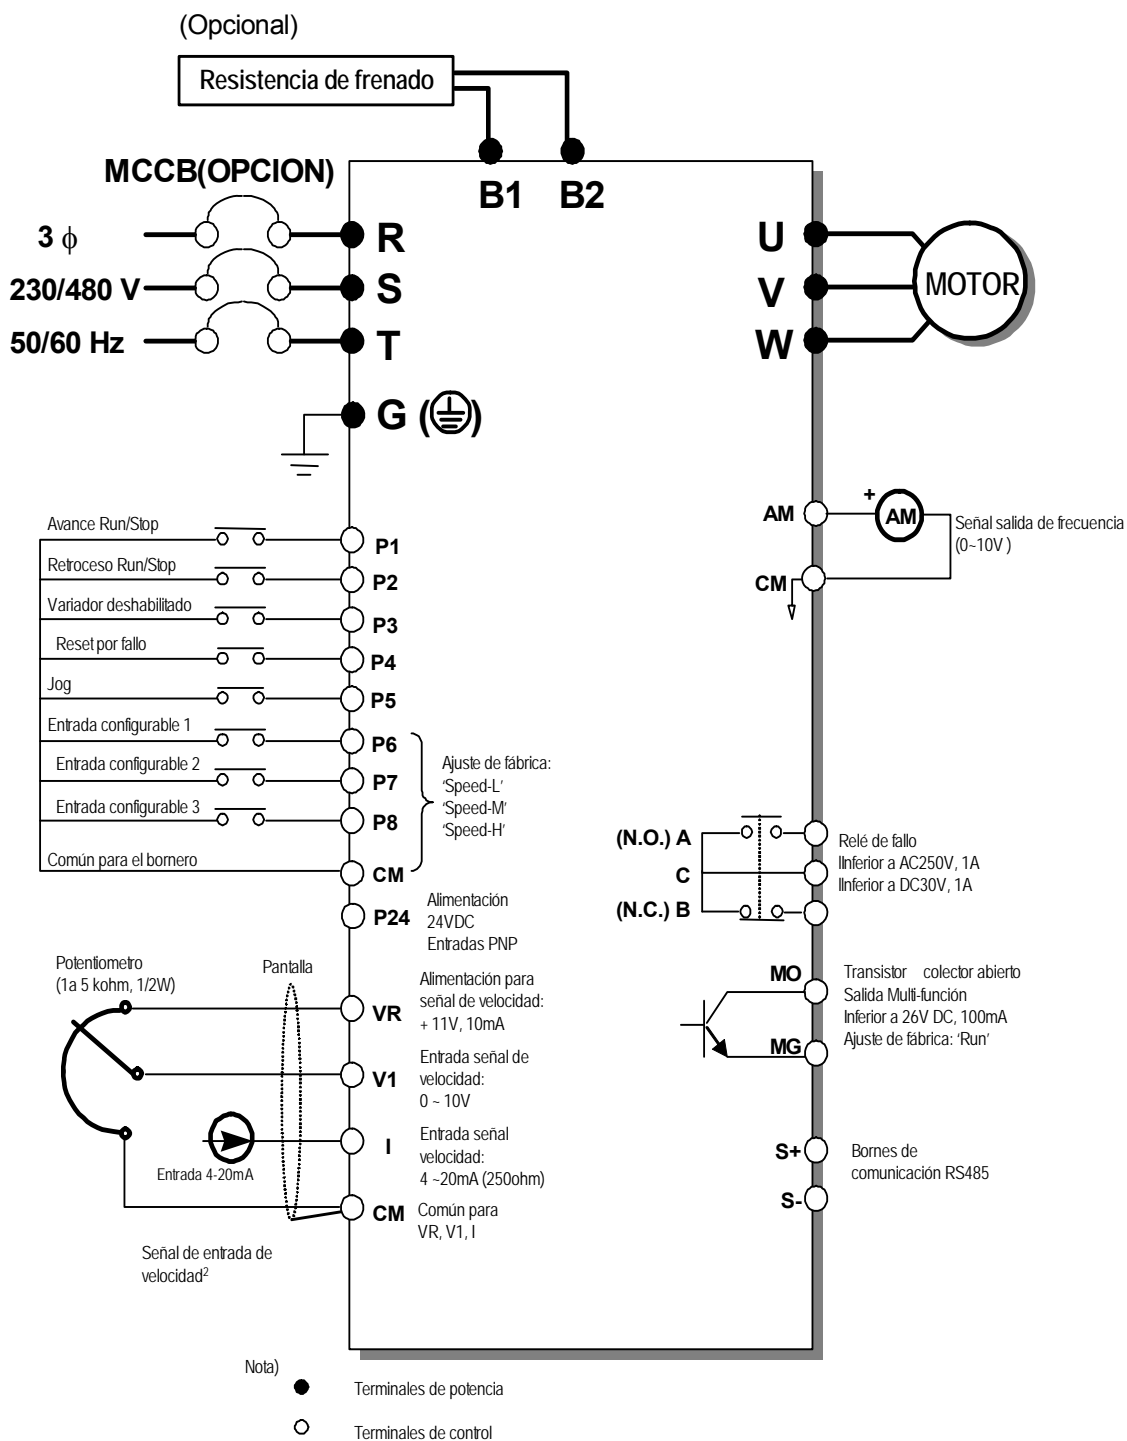 (Opcional)
Resistencia de frenado
MCCB(OPCION)
B1 B2
3 ϕ
R
U
230/480 V
S
V
MOTOR
50/60 Hz
T
W
G (⏚)
Avance Run/Stop
P1
Retroceso Run/Stop
P2
Variador deshabilitado
P3
Reset por fallo
P4
Jog
P5
Entrada configurable 1
P6
Entrada configurable 2
P7
Entrada configurable 3
P8
Ajuste de fábrica:
‘Speed-L’
‘Speed-M’
‘Speed-H’
Común para el bornero
CM
P24
Alimentación
24VDC
Entradas PNP
Potentiometro
(1a 5 kohm, 1/2W)
Pantalla
VR
Alimentación para
señal de velocidad:
+ 11V, 10mA
V1
Entrada señal de
velocidad:
0 ~ 10V
Entrada 4-20mA
I
Entrada señal
velocidad:
4 ~20mA (250ohm)
CM
Común para
VR, V1, I
Señal de entrada de
velocidad2
AM
+
AM
Señal salida de frecuencia
(0~10V )
CM
(N.O.) A
C
(N.C.) B
Relé de fallo
IInferior a AC250V, 1A
IInferior a DC30V, 1A
MO
MG
Transistor colector abierto
Salida Multi-función
Inferior a 26V DC, 100mA
Ajuste de fábrica: ‘Run’
S+
S-
Bornes de
comunicación RS485
Nota)
Terminales de potencia
Terminales de control